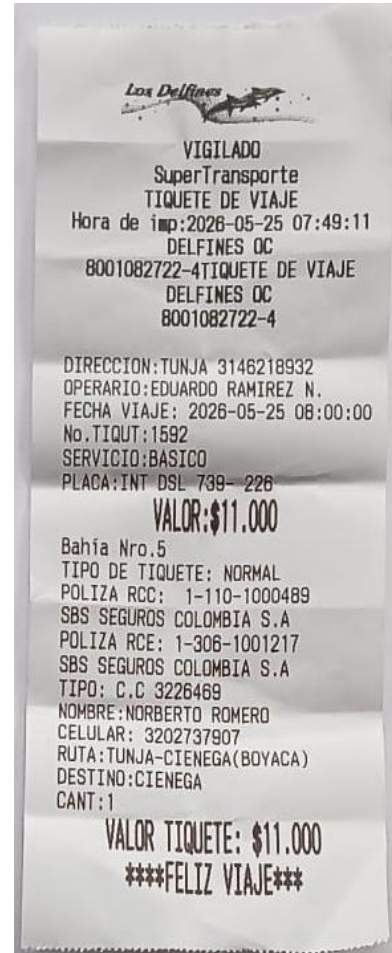 Los Delfines
VIGILADO
SuperTransporte
TIQUETE DE VIAJE
Hora de imp:2026-05-25 07:49:11
DELFINES OC
8001082722-4TIQUETE DE VIAJE
DELFINES OC
8001082722-4
DIRECCION:TUNJA 3146218932
OPERARIO:EDUARDO RAMIREZ N.
FECHA VIAJE: 2026-05-25 08:00:00
No.TIQUT:1592
SERVICIO:BASICO
PLACA:INT DSL 739- 226
VALOR:$11.000
Bahía Nro.5
TIPO DE TIQUETE: NORMAL
POLIZA RCC: 1-110-1000489
SBS SEGUROS COLOMBIA S.A
POLIZA RCE: 1-306-1001217
SBS SEGUROS COLOMBIA S.A
TIPO: C.C 3226469
NOMBRE:NORBERTO ROMERO
CELULAR: 3202737907
RUTA:TUNJA-CIENEGA(BOYACA)
DESTINO:CIENEGA
CANT:1
VALOR TIQUETE: $11.000
****FELIZ VIAJE***